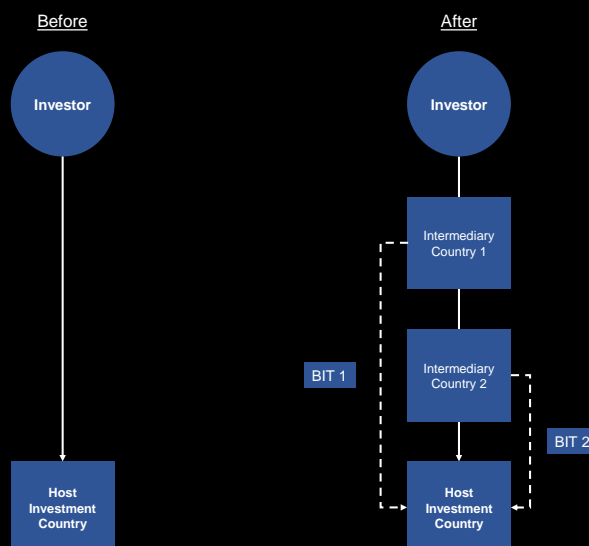 Before
After
Investor
Investor
Intermediary
Country 1
Intermediary
Country 2
BIT 1
BIT 2
Host
Investment
Country
Host
Investment
Country